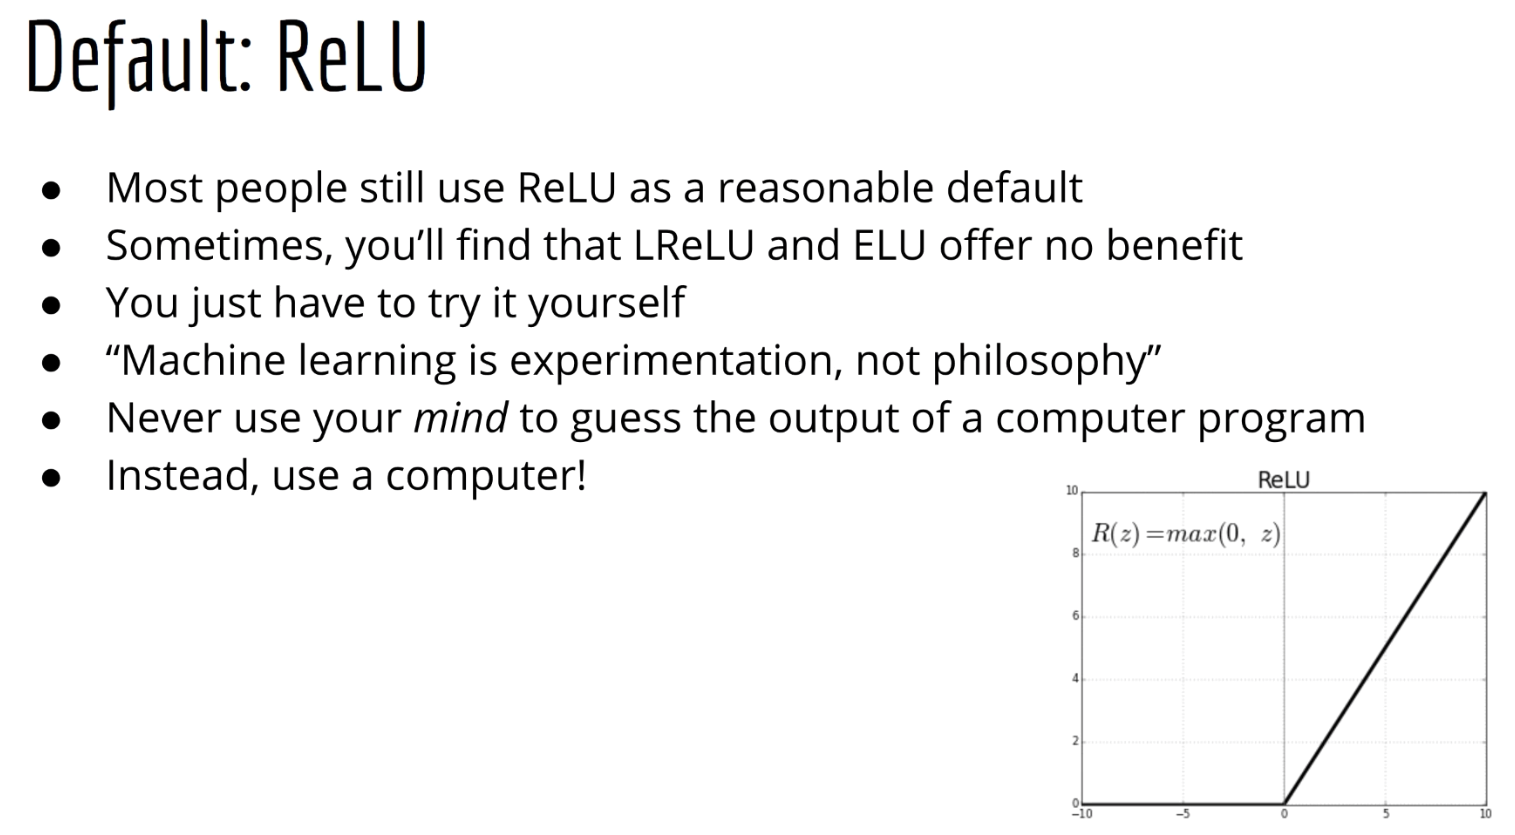 Default: ReLU
● Most people still use ReLU as a reasonable default
● Sometimes, you’ll find that LReLU and ELU offer no benefit
● You just have to try it yourself
● “Machine learning is experimentation, not philosophy”
● Never use your mind to guess the output of a computer program
● Instead, use a computer!
ReLU
R(z)=max(0, z)
10
8
6
4
2
0
−10 −5 0 5 10